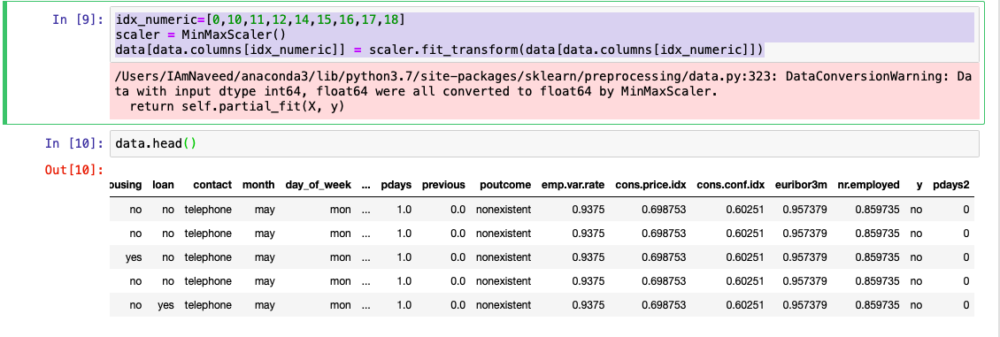 In [9]: idx_numeric=[0,10,11,12,14,15,16,17,18]
scaler = MinMaxScaler()
data[data.columns[idx_numeric]] = scaler.fit_transform(data[data.columns[idx_numeric]])
/Users/IAmNaveed/anaconda3/lib/python3.7/site-packages/sklearn/preprocessing/data.py:323: DataConversionWarning: Da
ta with input dtype int64, float64 were all converted to float64 by MinMaxScaler.
return self.partial_fit(X, y)
In [10]: data.head()
Out[10]:
ousing loan contact month day_of_week ... pdays previous poutcome emp.var.rate cons.price.idx cons.conf.idx euribor3m nr.employed y pdays2
no no telephone may mon ... 1.0 0.0 nonexistent 0.9375 0.698753 0.60251 0.957379 0.859735 no 0
no no telephone may mon ... 1.0 0.0 nonexistent 0.9375 0.698753 0.60251 0.957379 0.859735 no 0
yes no telephone may mon ... 1.0 0.0 nonexistent 0.9375 0.698753 0.60251 0.957379 0.859735 no 0
no no telephone may mon ... 1.0 0.0 nonexistent 0.9375 0.698753 0.60251 0.957379 0.859735 no 0
no yes telephone may mon ... 1.0 0.0 nonexistent 0.9375 0.698753 0.60251 0.957379 0.859735 no 0